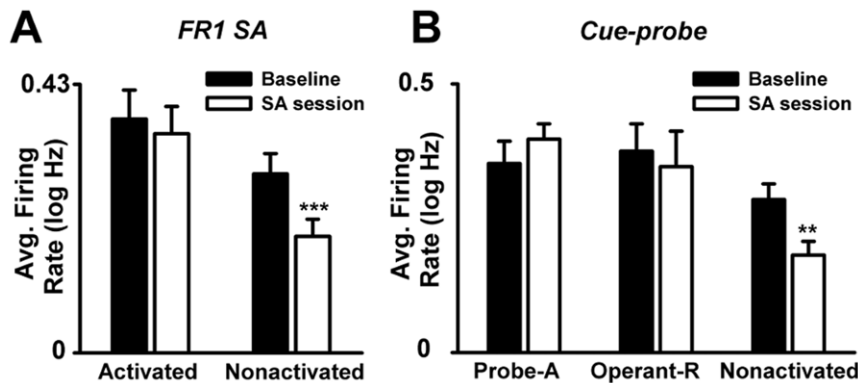 A
FR1 SA
0.43
Baseline
SA session
Avg. Firing
Rate (log Hz)
***
0
Activated
Nonactivated
B
Cue-probe
0.5
Baseline
SA session
Avg. Firing
Rate (log Hz)
**
0
Probe-A
Operant-R
Nonactivated